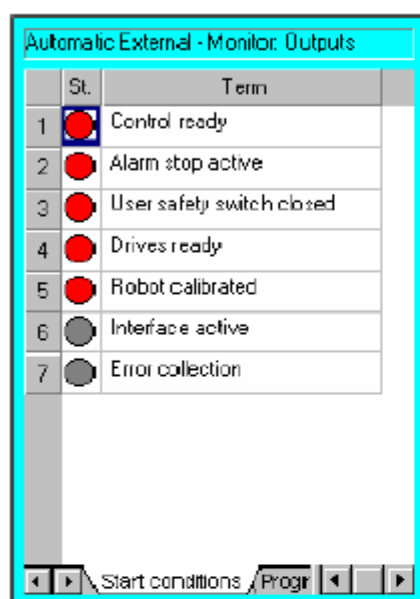 Automatic External - Monitor: Outputs
St. Term
1 Control ready
2 Alarm stop active
3 User safety switch closed
4 Drives ready
5 Robot calibrated
6 Interface active
7 Error collection
Start conditions Progr